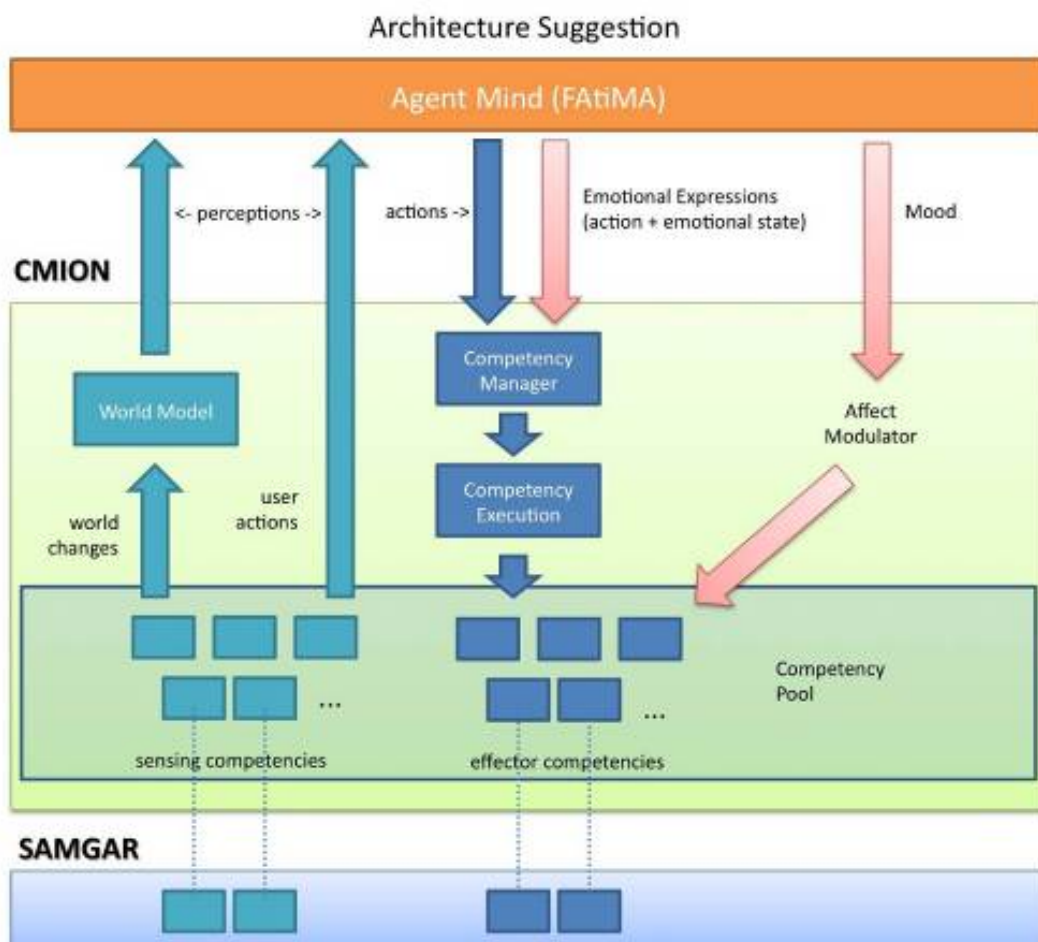 Architecture Suggestion
Agent Mind (FAtiMA)
<- perceptions ->
actions ->
Emotional Expressions
(action + emotional state)
Mood
CMION
World Model
Competency
Manager
Affect
Modulator
world
changes
user
actions
Competency
Execution
Competency
Pool
...
...
sensing competencies
effector competencies
SAMGAR